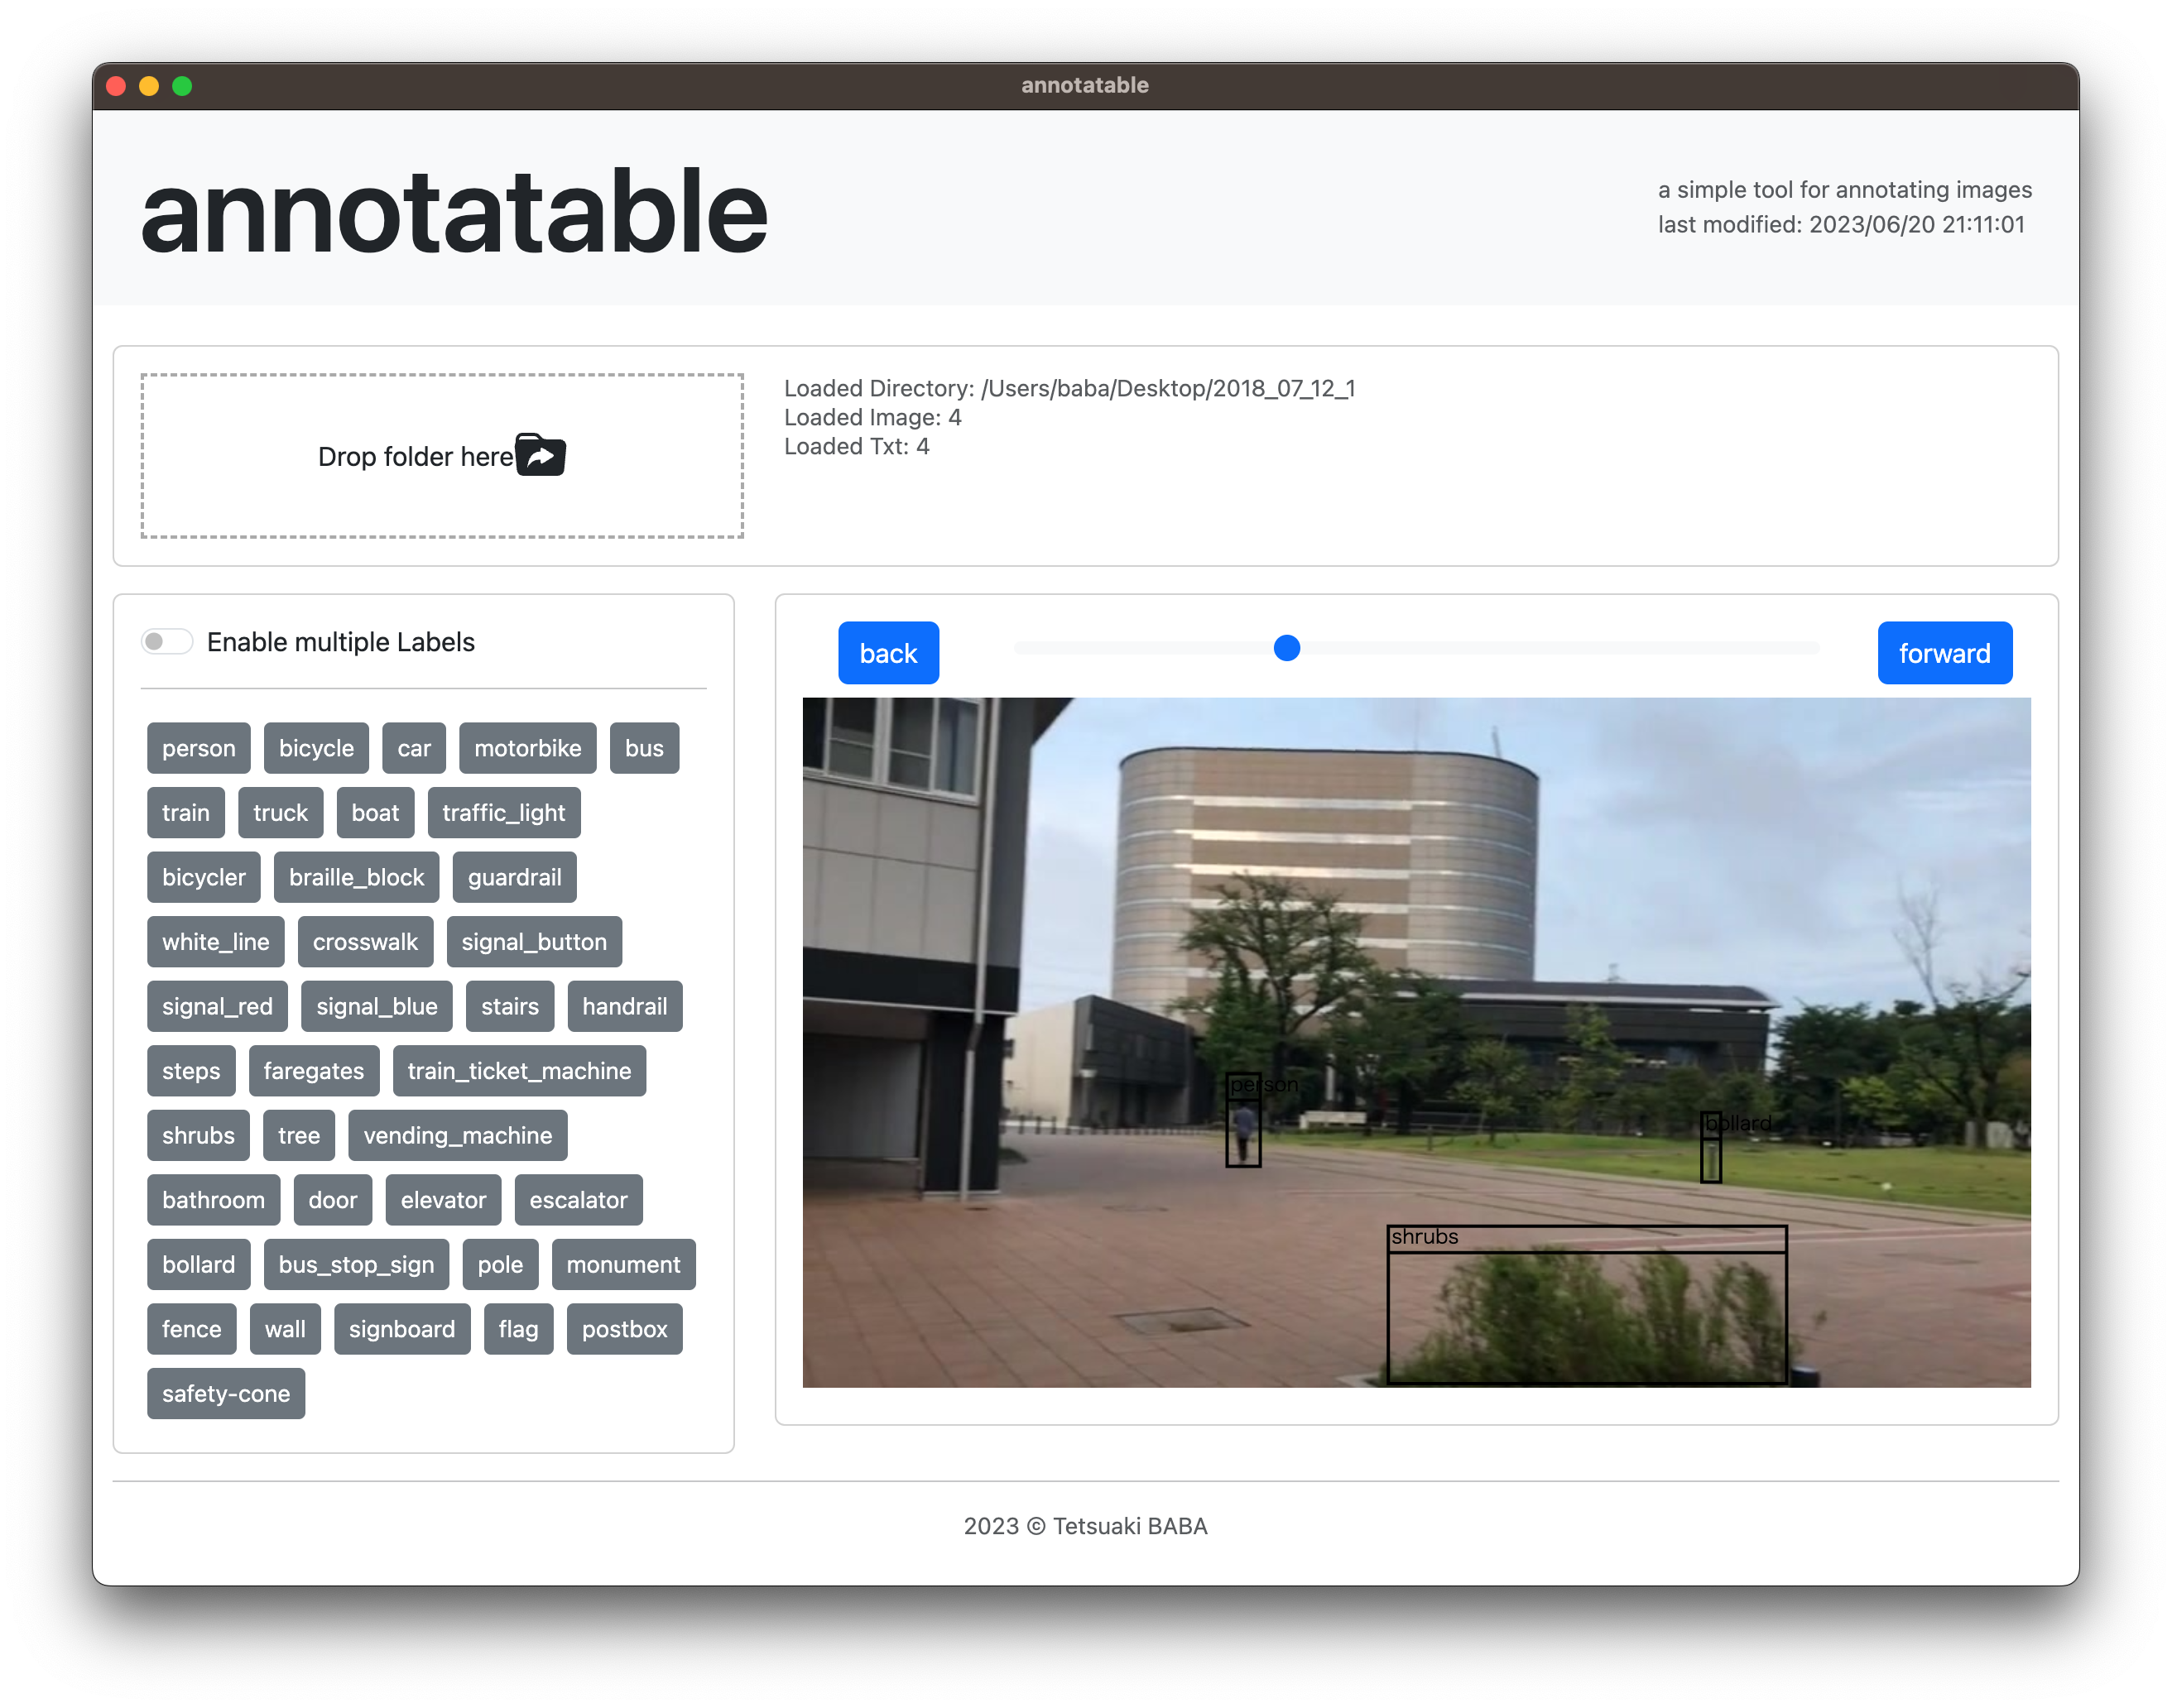 annotatable
annotatable
a simple tool for annotating images
last modified: 2023/06/20 21:11:01
Drop folder here
Loaded Directory: /Users/baba/Desktop/2018_07_12_1
Loaded Image: 4
Loaded Txt: 4
Enable multiple Labels
person bicycle car motorbike bus
train truck boat traffic_light
bicycler braille_block guardrail
white_line crosswalk signal_button
signal_red signal_blue stairs handrail
steps faregates train_ticket_machine
shrubs tree vending_machine
bathroom door elevator escalator
bollard bus_stop_sign pole monument
fence wall signboard flag postbox
safety-cone
back forward
person
bollard
shrubs
2023 © Tetsuaki BABA